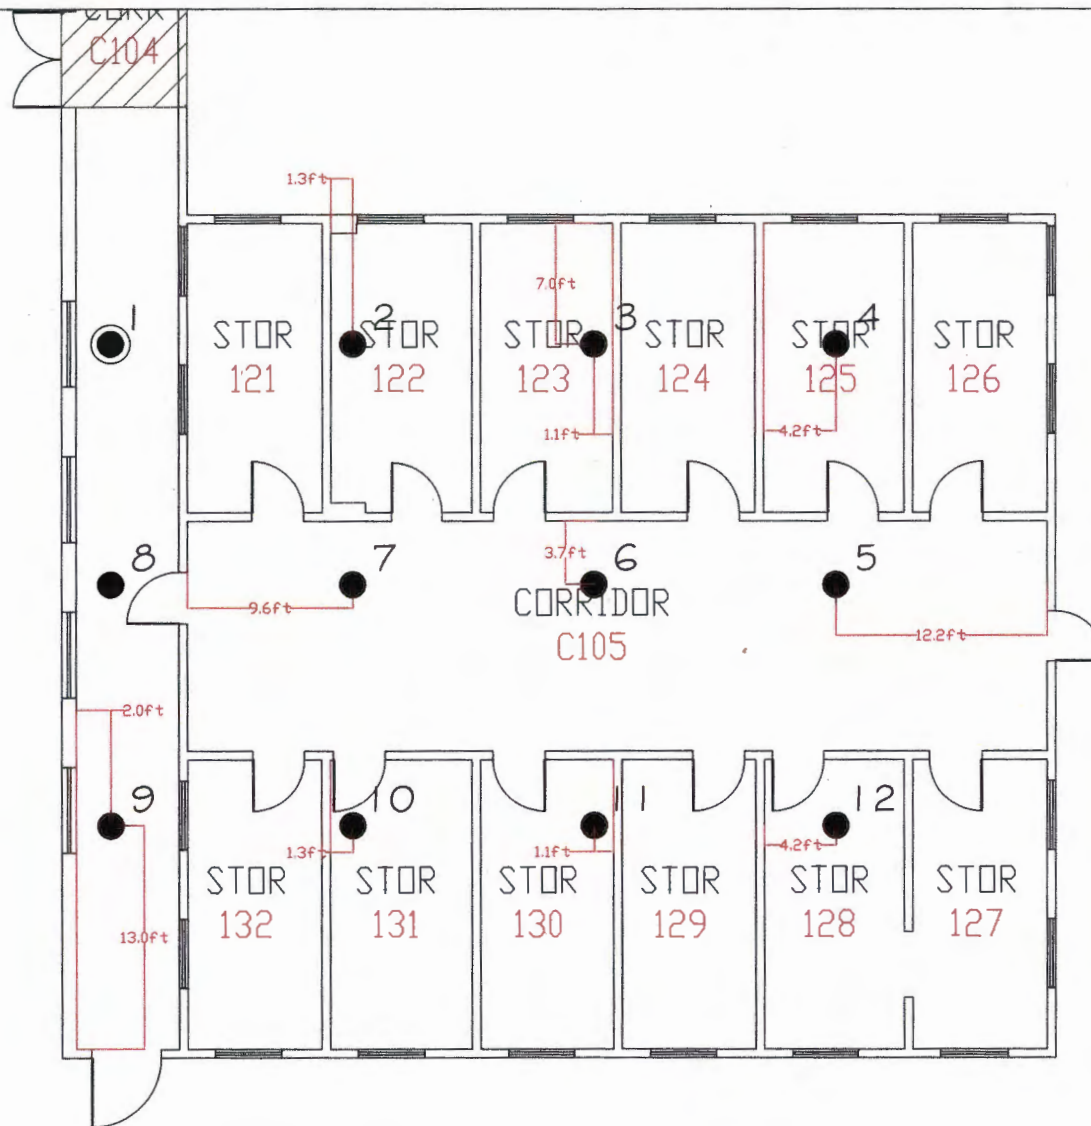 CORR
C104
1.3ft
1
2
3
4
7.0ft
STOR
121
STOR
122
STOR
123
STOR
124
STOR
125
STOR
126
1.1ft
4.2ft
8
7
6
5
3.7ft
9.6ft
CORRIDOR
C105
12.2ft
2.0ft
9
10
11
12
1.3ft
1.1ft
4.2ft
STOR
132
STOR
131
STOR
130
STOR
129
STOR
128
STOR
127
13.0ft